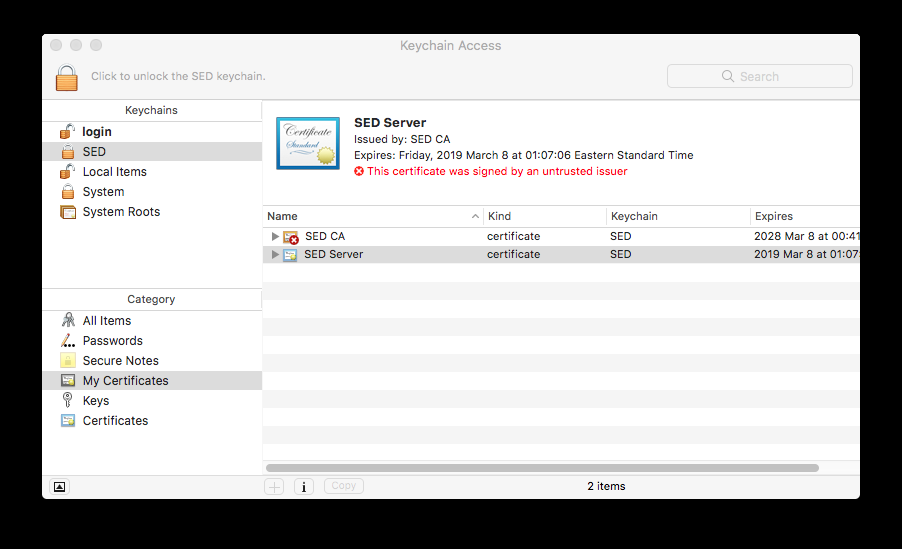 Keychain Access
Click to unlock the SED keychain.
Search
Keychains
login
SED
Local Items
System
System Roots
Category
All Items
Passwords
Secure Notes
My Certificates
Keys
Certificates
Certificate
Standard
SED Server
Issued by: SED CA
Expires: Friday, 2019 March 8 at 01:07:06 Eastern Standard Time
This certificate was signed by an untrusted issuer
Name Kind Keychain Expires
SED CA certificate SED 2028 Mar 8 at 00:41
SED Server certificate SED 2019 Mar 8 at 01:07:
Copy
2 items